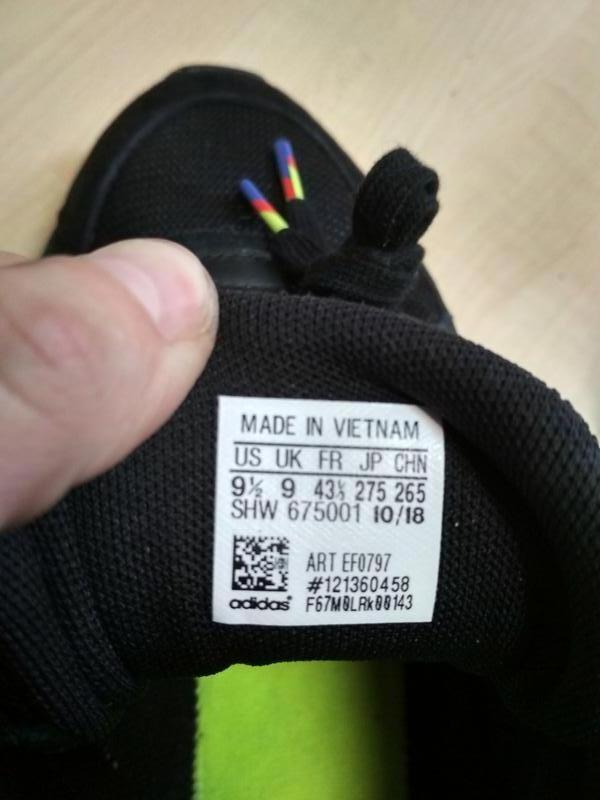 MADE IN VIETNAM
US UK FR JP CHN
9½ 9 43⅓ 275 265
SHW 675001 10/18
ART EF0797
#121360458
adidas F67M0LRk00143